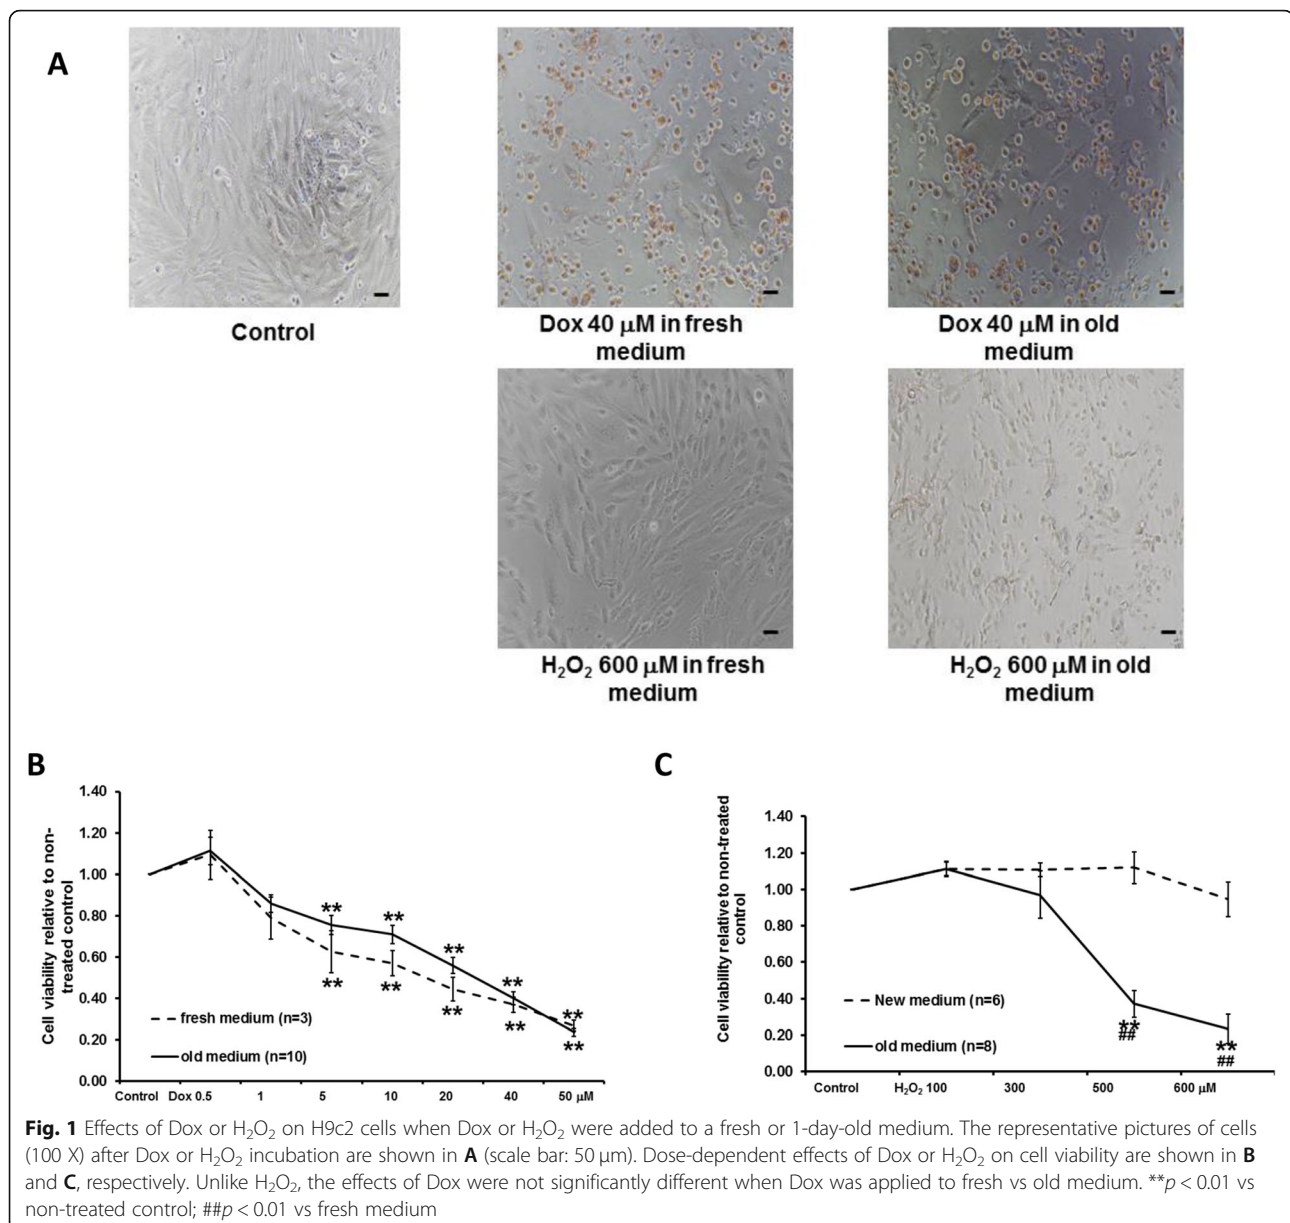 A
Control
Dox 40 µM in fresh
medium
Dox 40 µM in old
medium
H₂O₂ 600 µM in fresh
medium
H₂O₂ 600 µM in old
medium
B
Cell viability relative to non-
treated control
1.40
1.20
1.00
0.80
0.60
0.40
0.20
0.00
**
**
**
**
**
**
**
**
**
**
fresh medium (n=3)
old medium (n=10)
Control Dox 0.5 1 5 10 20 40 50 µM
C
Cell viability relative to non-treated
control
1.40
1.20
1.00
0.80
0.60
0.40
0.20
0.00
New medium (n=6)
old medium (n=8)
**
##
**
##
Control H₂O₂ 100 300 500 600 µM
Fig. 1 Effects of Dox or H₂O₂ on H9c2 cells when Dox or H₂O₂ were added to a fresh or 1-day-old medium. The representative pictures of cells
(100 X) after Dox or H₂O₂ incubation are shown in A (scale bar: 50 µm). Dose-dependent effects of Dox or H₂O₂ on cell viability are shown in B
and C, respectively. Unlike H₂O₂, the effects of Dox were not significantly different when Dox was applied to fresh vs old medium. **p < 0.01 vs
non-treated control; ##p < 0.01 vs fresh medium